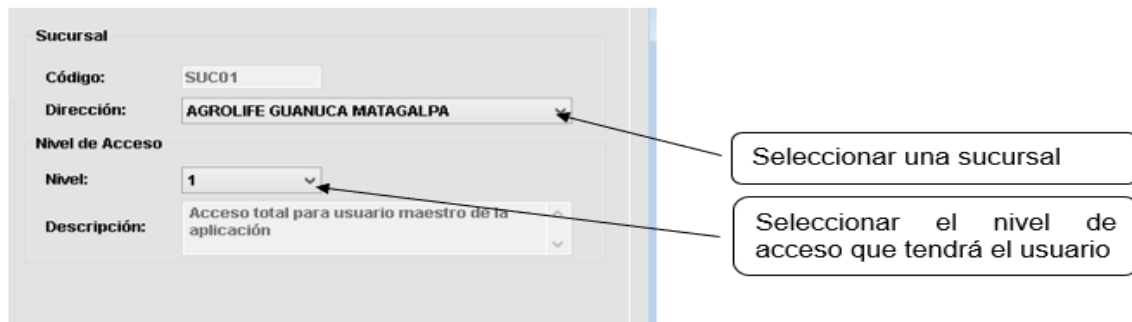 Sucursal
Código: SUC01
Dirección: AGROLIFE GUANUCA MATAGALPA
Nivel de Acceso
Nivel: 1
Descripción: Acceso total para usuario maestro de la
aplicación
Seleccionar una sucursal
Seleccionar el nivel de
acceso que tendrá el usuario